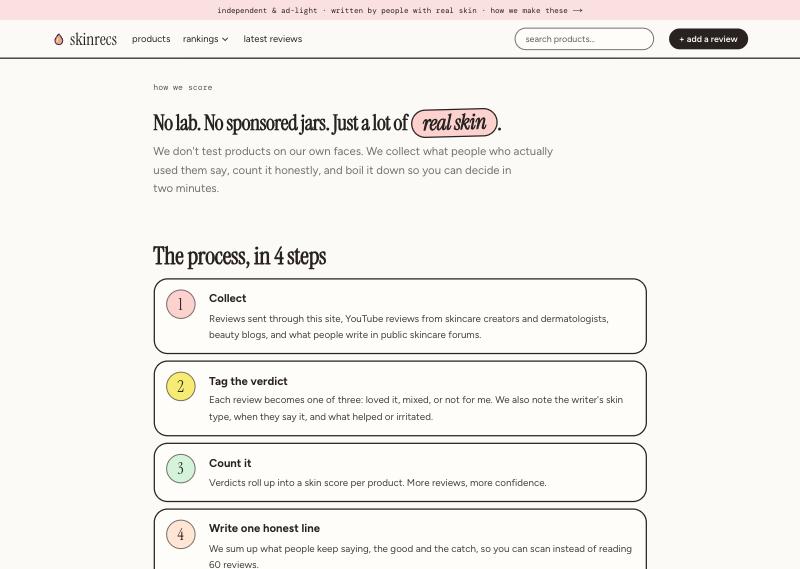 independent & ad-light · written by people with real skin · how we make these ⟶
skinrecs
products
rankings
latest reviews
search products...
+ add a review
how we score
No lab. No sponsored jars. Just a lot of real skin.
We don't test products on our own faces. We collect what people who actually
used them say, count it honestly, and boil it down so you can decide in
two minutes.
The process, in 4 steps
1
Collect
Reviews sent through this site, YouTube reviews from skincare creators and dermatologists,
beauty blogs, and what people write in public skincare forums.
2
Tag the verdict
Each review becomes one of three: loved it, mixed, or not for me. We also note the writer's skin
type, when they say it, and what helped or irritated.
3
Count it
Verdicts roll up into a skin score per product. More reviews, more confidence.
4
Write one honest line
We sum up what people keep saying, the good and the catch, so you can scan instead of reading
60 reviews.